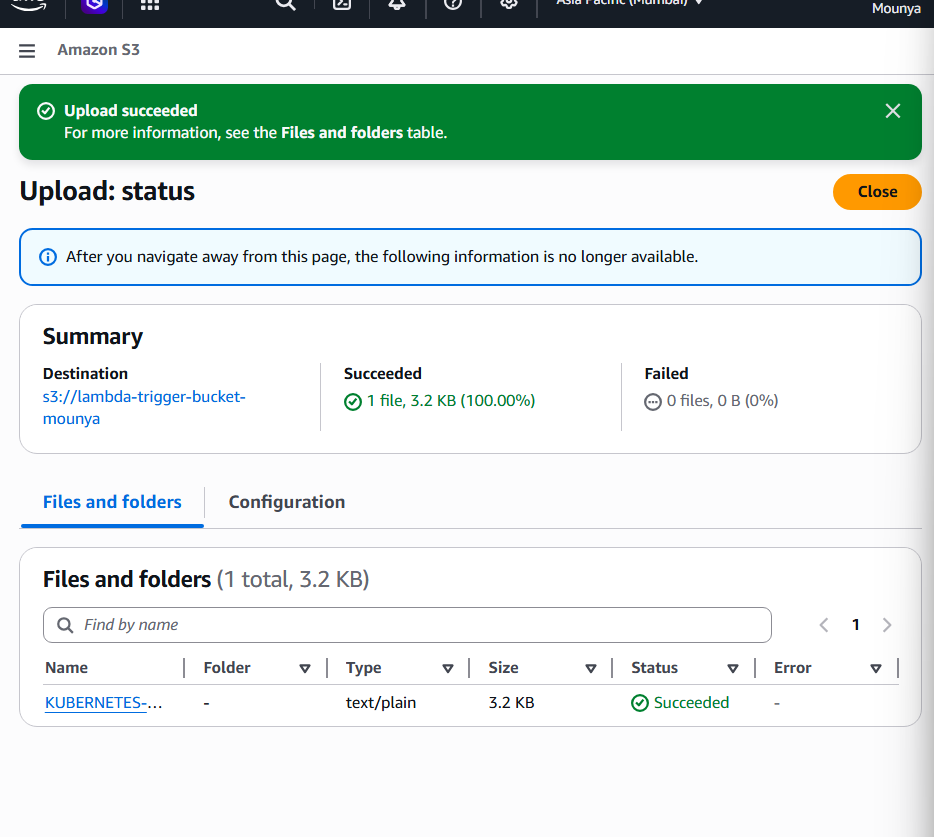 Asia Pacific (Mumbai)
Mounya
Amazon S3
Upload succeeded
For more information, see the Files and folders table.
Upload: status
Close
After you navigate away from this page, the following information is no longer available.
Summary
Destination
s3://lambda-trigger-bucket-
mounya
Succeeded
1 file, 3.2 KB (100.00%)
Failed
0 files, 0 B (0%)
Files and folders
Configuration
Files and folders (1 total, 3.2 KB)
Find by name
1
Name Folder Type Size Status Error
KUBERNETES-... - text/plain 3.2 KB Succeeded -